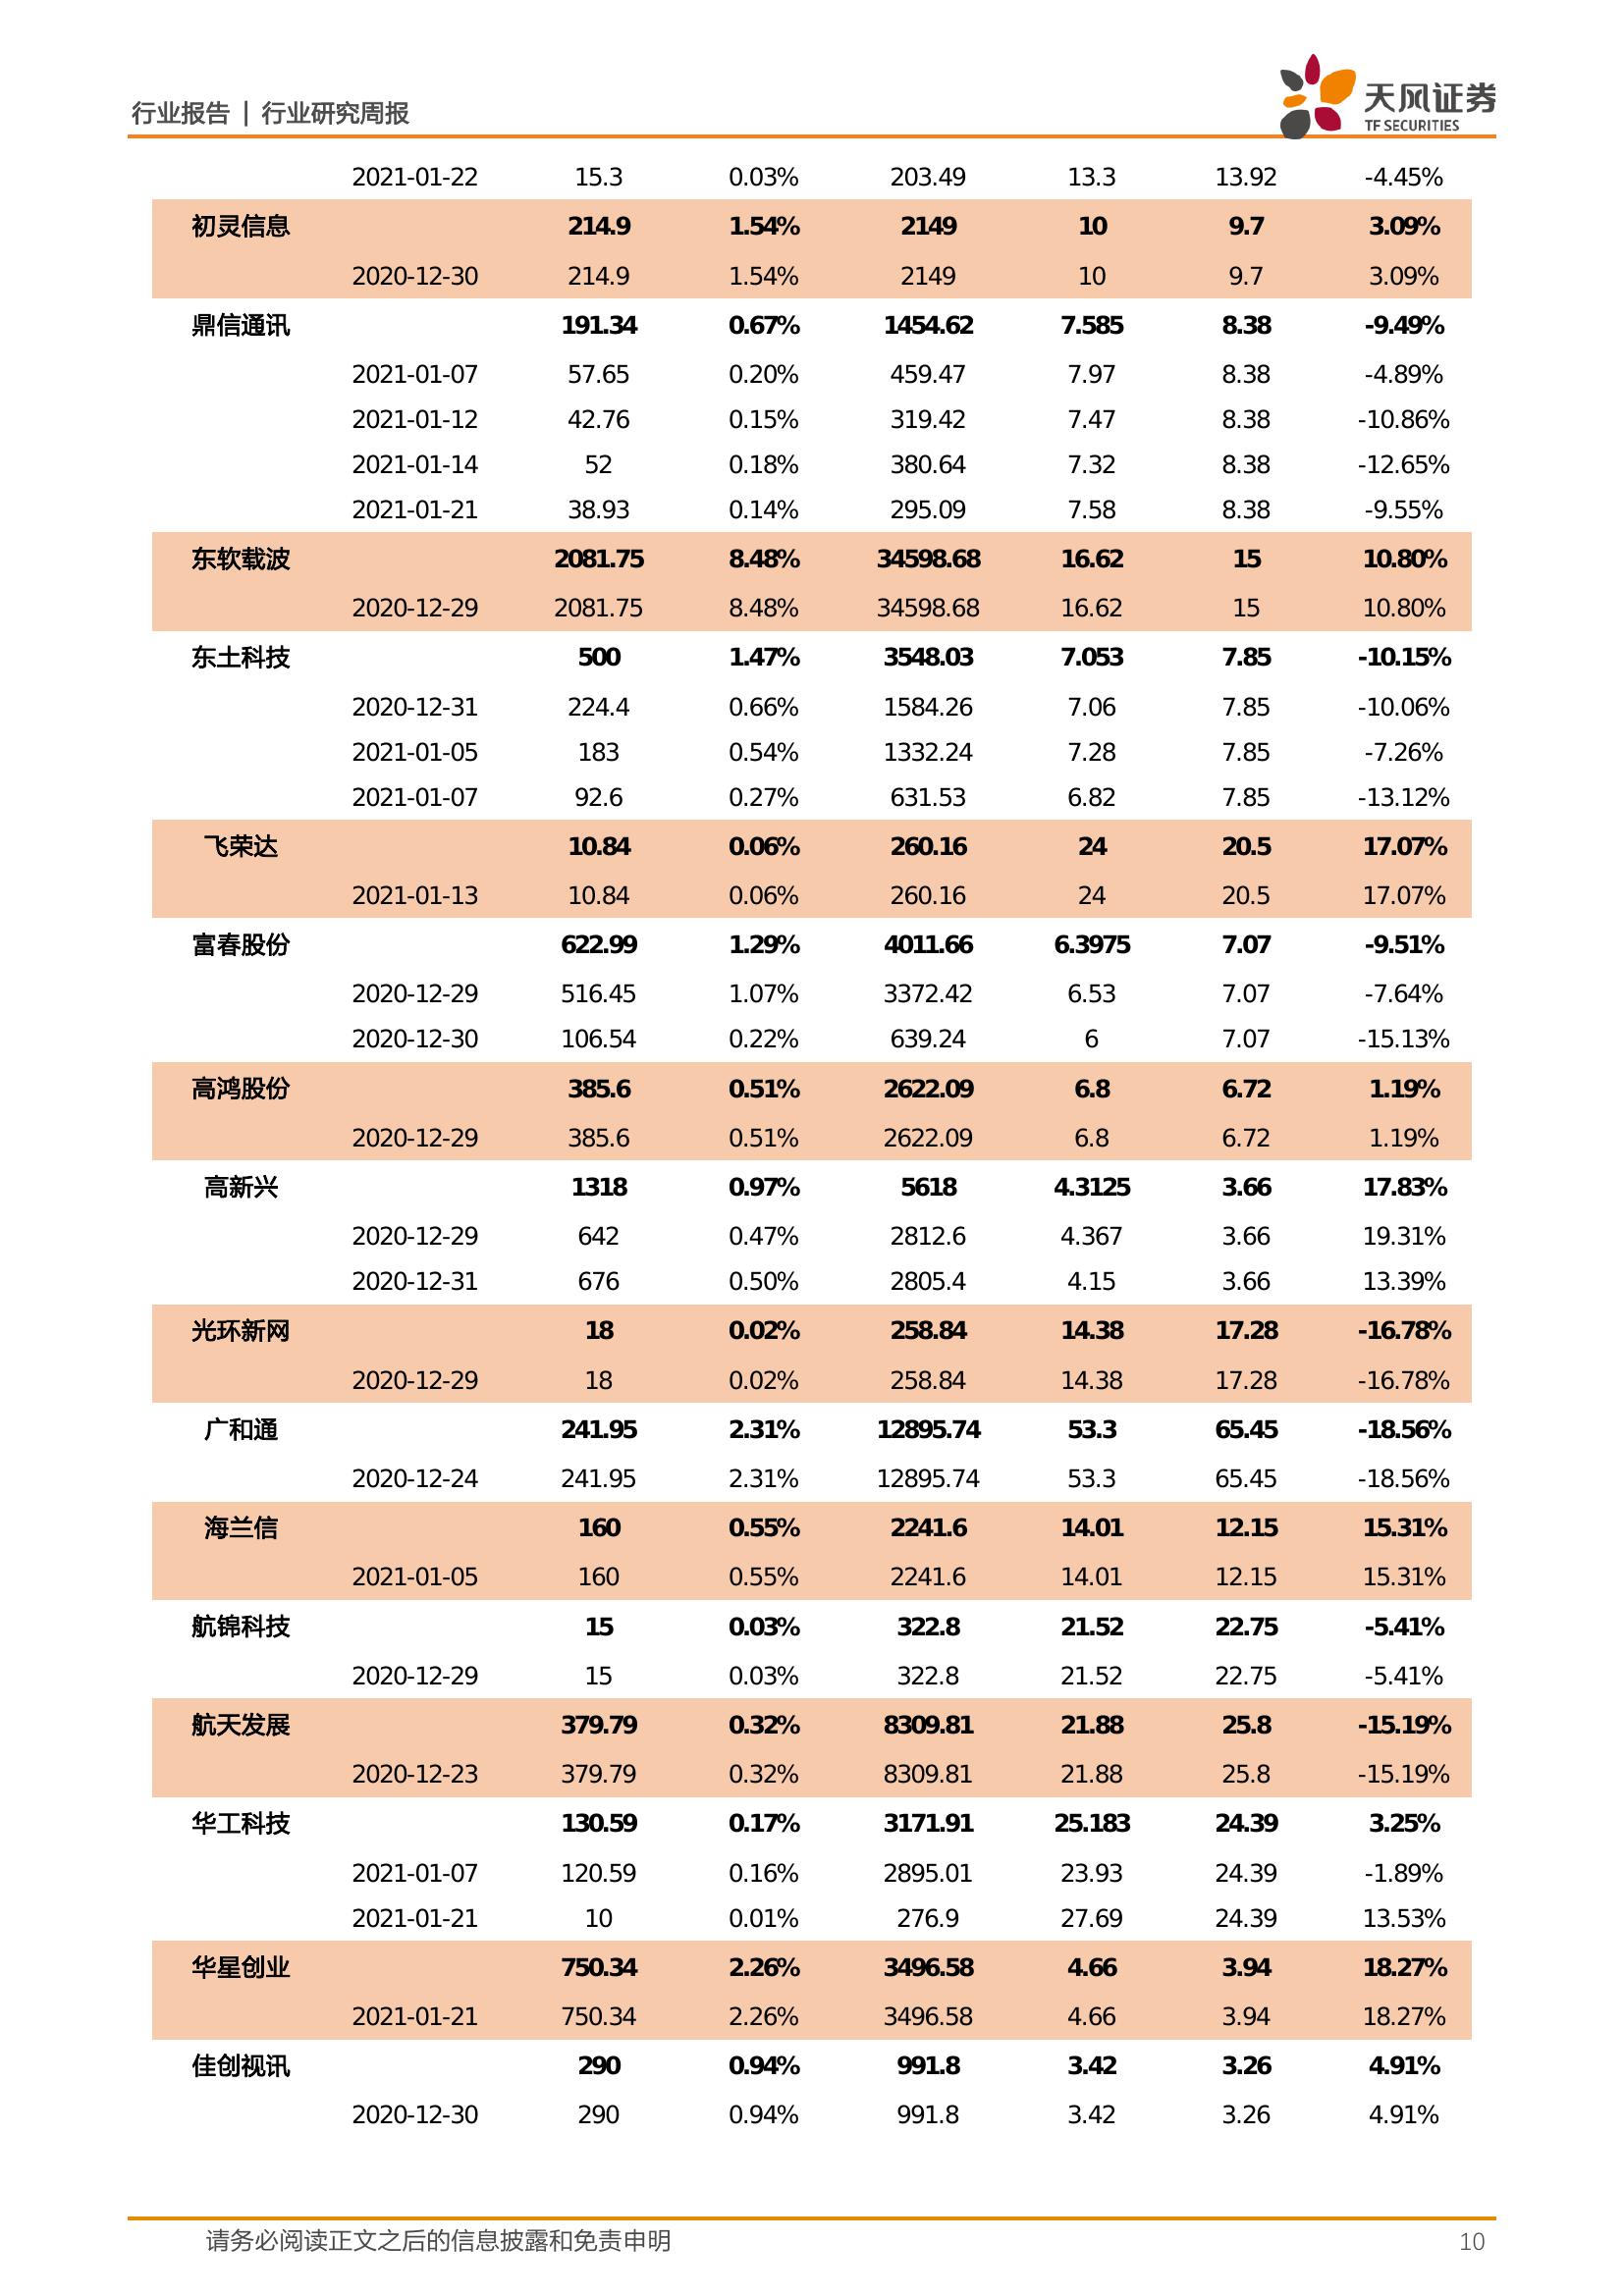 行业报告 | 行业研究周报
天风证券
TF SECURITIES
2021-01-22 15.3 0.03% 203.49 13.3 13.92 -4.45%
初灵信息 214.9 1.54% 2149 10 9.7 3.09%
2020-12-30 214.9 1.54% 2149 10 9.7 3.09%
鼎信通讯 191.34 0.67% 1454.62 7.585 8.38 -9.49%
2021-01-07 57.65 0.20% 459.47 7.97 8.38 -4.89%
2021-01-12 42.76 0.15% 319.42 7.47 8.38 -10.86%
2021-01-14 52 0.18% 380.64 7.32 8.38 -12.65%
2021-01-21 38.93 0.14% 295.09 7.58 8.38 -9.55%
东软载波 2081.75 8.48% 34598.68 16.62 15 10.80%
2020-12-29 2081.75 8.48% 34598.68 16.62 15 10.80%
东土科技 500 1.47% 3548.03 7.053 7.85 -10.15%
2020-12-31 224.4 0.66% 1584.26 7.06 7.85 -10.06%
2021-01-05 183 0.54% 1332.24 7.28 7.85 -7.26%
2021-01-07 92.6 0.27% 631.53 6.82 7.85 -13.12%
飞荣达 10.84 0.06% 260.16 24 20.5 17.07%
2021-01-13 10.84 0.06% 260.16 24 20.5 17.07%
富春股份 622.99 1.29% 4011.66 6.3975 7.07 -9.51%
2020-12-29 516.45 1.07% 3372.42 6.53 7.07 -7.64%
2020-12-30 106.54 0.22% 639.24 6 7.07 -15.13%
高鸿股份 385.6 0.51% 2622.09 6.8 6.72 1.19%
2020-12-29 385.6 0.51% 2622.09 6.8 6.72 1.19%
高新兴 1318 0.97% 5618 4.3125 3.66 17.83%
2020-12-29 642 0.47% 2812.6 4.367 3.66 19.31%
2020-12-31 676 0.50% 2805.4 4.15 3.66 13.39%
光环新网 18 0.02% 258.84 14.38 17.28 -16.78%
2020-12-29 18 0.02% 258.84 14.38 17.28 -16.78%
广和通 241.95 2.31% 12895.74 53.3 65.45 -18.56%
2020-12-24 241.95 2.31% 12895.74 53.3 65.45 -18.56%
海兰信 160 0.55% 2241.6 14.01 12.15 15.31%
2021-01-05 160 0.55% 2241.6 14.01 12.15 15.31%
航锦科技 15 0.03% 322.8 21.52 22.75 -5.41%
2020-12-29 15 0.03% 322.8 21.52 22.75 -5.41%
航天发展 379.79 0.32% 8309.81 21.88 25.8 -15.19%
2020-12-23 379.79 0.32% 8309.81 21.88 25.8 -15.19%
华工科技 130.59 0.17% 3171.91 25.183 24.39 3.25%
2021-01-07 120.59 0.16% 2895.01 23.93 24.39 -1.89%
2021-01-21 10 0.01% 276.9 27.69 24.39 13.53%
华星创业 750.34 2.26% 3496.58 4.66 3.94 18.27%
2021-01-21 750.34 2.26% 3496.58 4.66 3.94 18.27%
佳创视讯 290 0.94% 991.8 3.42 3.26 4.91%
2020-12-30 290 0.94% 991.8 3.42 3.26 4.91%
请务必阅读正文之后的信息披露和免责申明 10